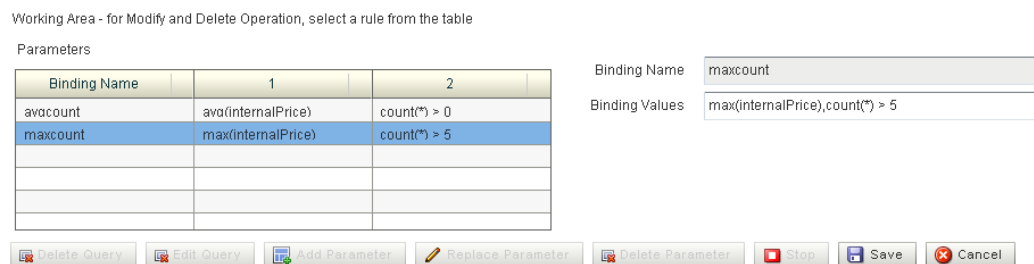 Working Area - for Modify and Delete Operation, select a rule from the table
Parameters
Binding Name 1 2
avgcount avg(internalPrice) count(*) > 0
maxcount max(internalPrice) count(*) > 5
Binding Name maxcount
Binding Values max(internalPrice),count(*) > 5
Delete Query Edit Query Add Parameter Replace Parameter Delete Parameter Stop Save Cancel